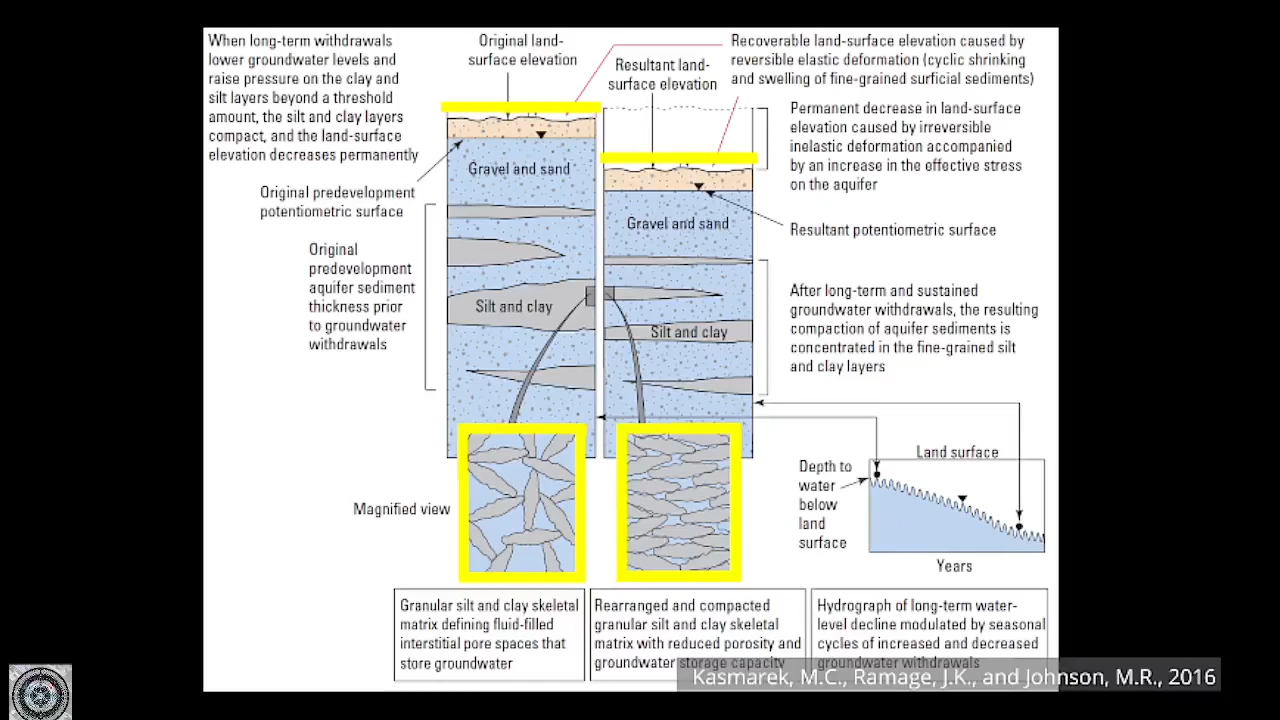 When long-term withdrawals
lower groundwater levels and
raise pressure on the clay and
silt layers beyond a threshold
amount, the silt and clay layers
compact, and the land-surface
elevation decreases permanently
Original land-
surface elevation
Resultant land-
surface elevation
Recoverable land-surface elevation caused by
reversible elastic deformation (cyclic shrinking
and swelling of fine-grained surficial sediments)
Permanent decrease in land-surface
elevation caused by irreversible
inelastic deformation accompanied
by an increase in the effective stress
on the aquifer
Original predevelopment
potentiometric surface
Gravel and sand
Gravel and sand
Resultant potentiometric surface
Original
predevelopment
aquifer sediment
thickness prior
to groundwater
withdrawals
Silt and clay
Silt and clay
After long-term and sustained
groundwater withdrawals, the resulting
compaction of aquifer sediments is
concentrated in the fine-grained silt
and clay layers
Magnified view
Depth to
water
below
land
surface
Land surface
Years
Granular silt and clay skeletal
matrix defining fluid-filled
interstitial pore spaces that
store groundwater
Rearranged and compacted
granular silt and clay skeletal
matrix with reduced porosity and
groundwater storage capacity
Hydrograph of long-term water-
level decline modulated by seasonal
cycles of increased and decreased
groundwater withdrawals
Kasmarek, M.C., Ramage, J.K., and Johnson, M.R., 2016